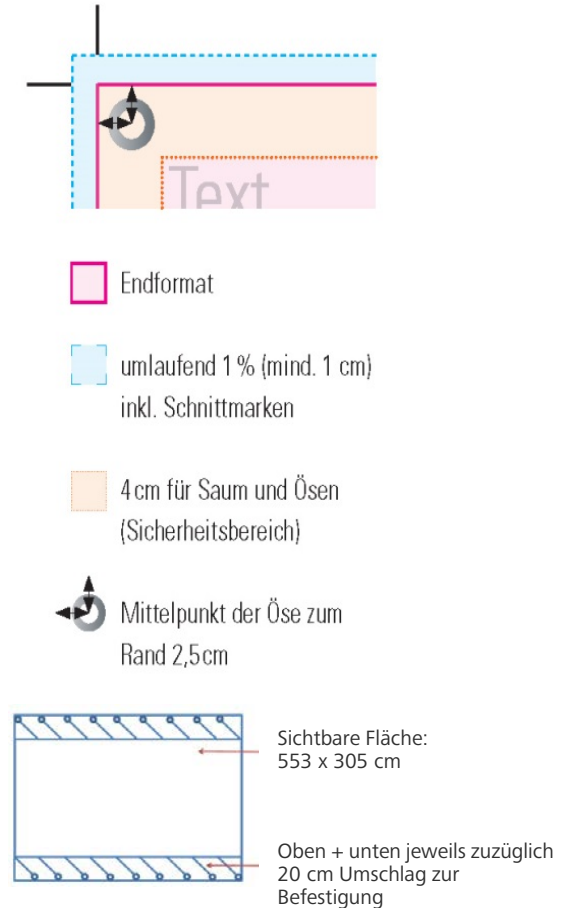 Text
Endformat
umlaufend 1 % (mind. 1 cm)
inkl. Schnittmarken
4 cm für Saum und Ösen
(Sicherheitsbereich)
Mittelpunkt der Öse zum
Rand 2,5 cm
Sichtbare Fläche:
553 x 305 cm
Oben + unten jeweils zuzüglich
20 cm Umschlag zur
Befestigung